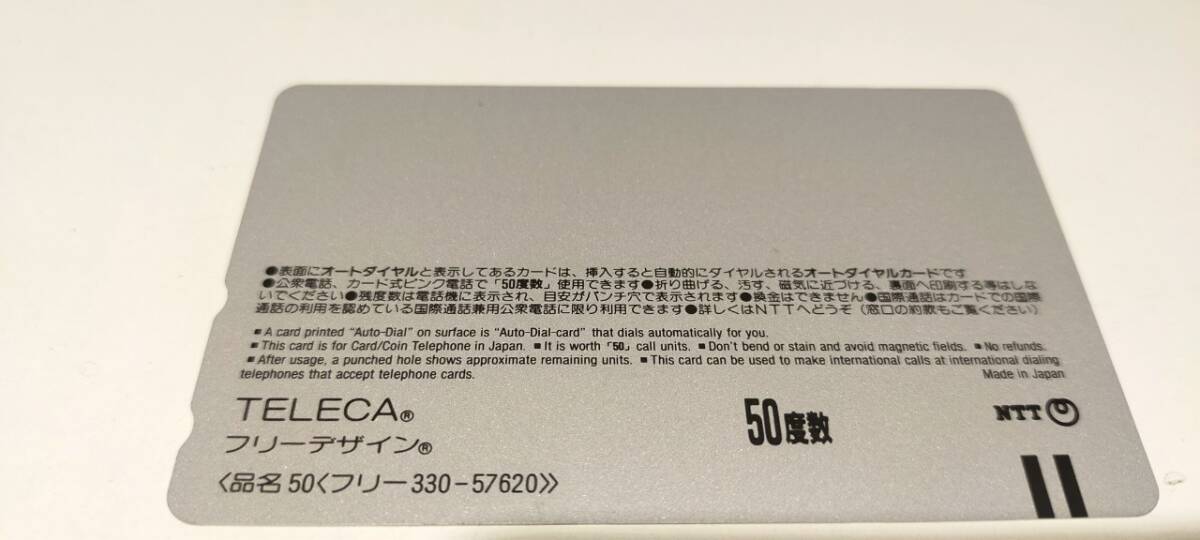 ●表面にオートダイヤルと表示してあるカードは、挿入すると自動的にダイヤルされるオートダイヤルカードです
●公衆電話、カード式ピンク電話で「50度数」使用できます●折り曲げる、汚す、磁気に近づける、裏面へ印刷する等はしな
いでください●残度数は電話機に表示され、目安がパンチ穴で表示されます●換金はできません●国際通話はカードでの国際
通話の利用を認めている国際通話兼用公衆電話に限り利用できます●詳しくはNTTへどうぞ（窓口の約款もご覧ください）
■ A card printed "Auto-Dial" on surface is "Auto-Dial-card" that dials automatically for you.
■ This card is for Card/Coin Telephone in Japan. ■ It is worth「50」call units. ■ Don't bend or stain and avoid magnetic fields. ■ No refunds.
■ After usage, a punched hole shows approximate remaining units. ■ This card can be used to make international calls at international dialing
telephones that accept telephone cards. Made in Japan
TELECA® 50度数 NTT
フリーデザイン®
〈品名 50〈フリー330-57620〉〉